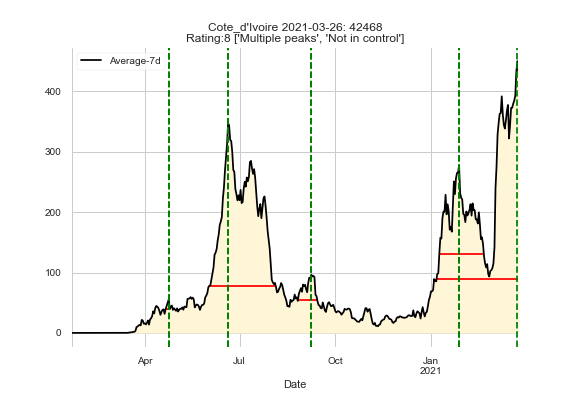 Cote_d'Ivoire 2021-03-26: 42468
Rating:8 ['Multiple peaks', 'Not in control']
Average-7d
400
300
200
100
0
Apr
Jul
Oct
Jan
2021
Date